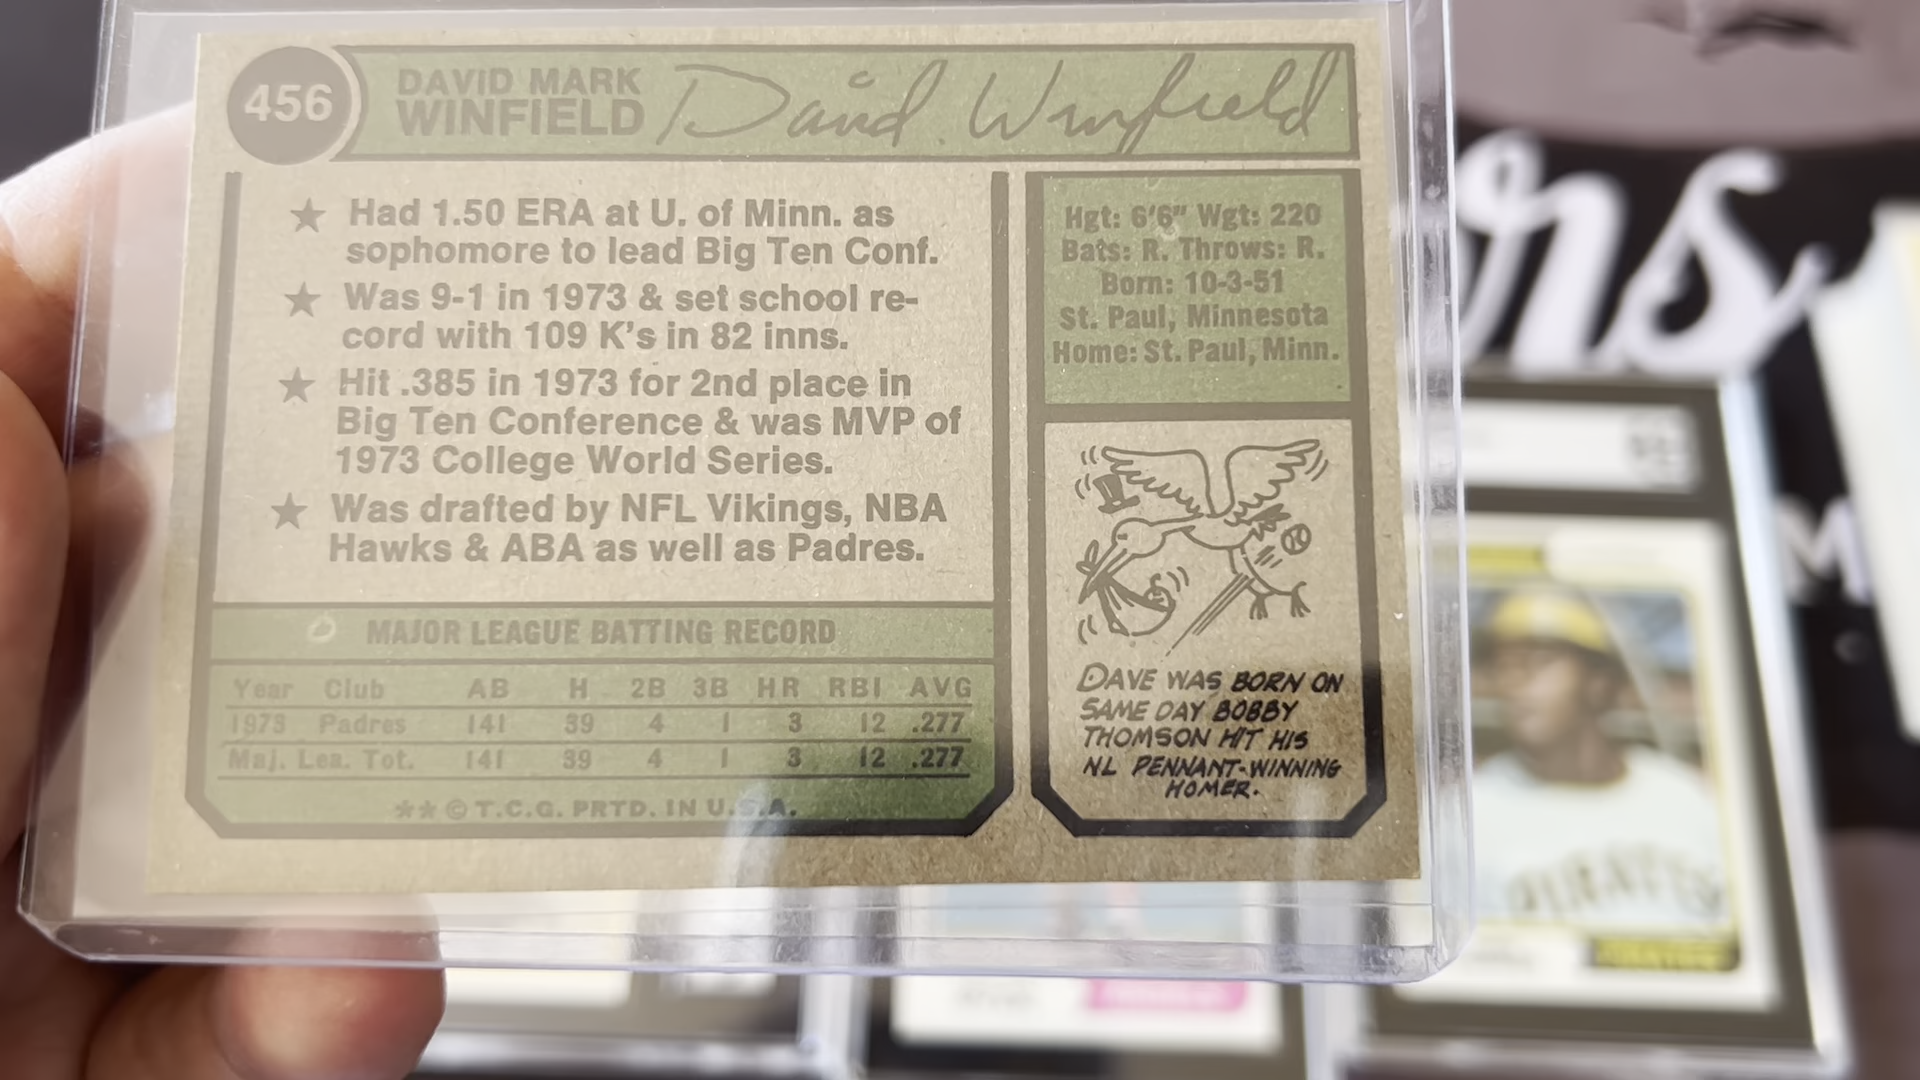 456
DAVID MARK
WINFIELD
David Winfield
★ Had 1.50 ERA at U. of Minn. as
sophomore to lead Big Ten Conf.
★ Was 9-1 in 1973 & set school re-
cord with 109 K's in 82 inns.
★ Hit .385 in 1973 for 2nd place in
Big Ten Conference & was MVP of
1973 College World Series.
★ Was drafted by NFL Vikings, NBA
Hawks & ABA as well as Padres.
MAJOR LEAGUE BATTING RECORD
Year Club AB H 2B 3B HR RBI AVG
1973 Padres 141 39 4 1 3 12 .277
Maj. Lea. Tot. 141 39 4 1 3 12 .277
** © T.C.G. PRTD. IN U.S.A.
Hgt: 6'6" Wgt: 220
Bats: R. Throws: R.
Born: 10-3-51
St. Paul, Minnesota
Home: St. Paul, Minn.
DAVE WAS BORN ON
SAME DAY BOBBY
THOMSON HIT HIS
NL PENNANT-WINNING
HOMER.
rs
M
PIRATES